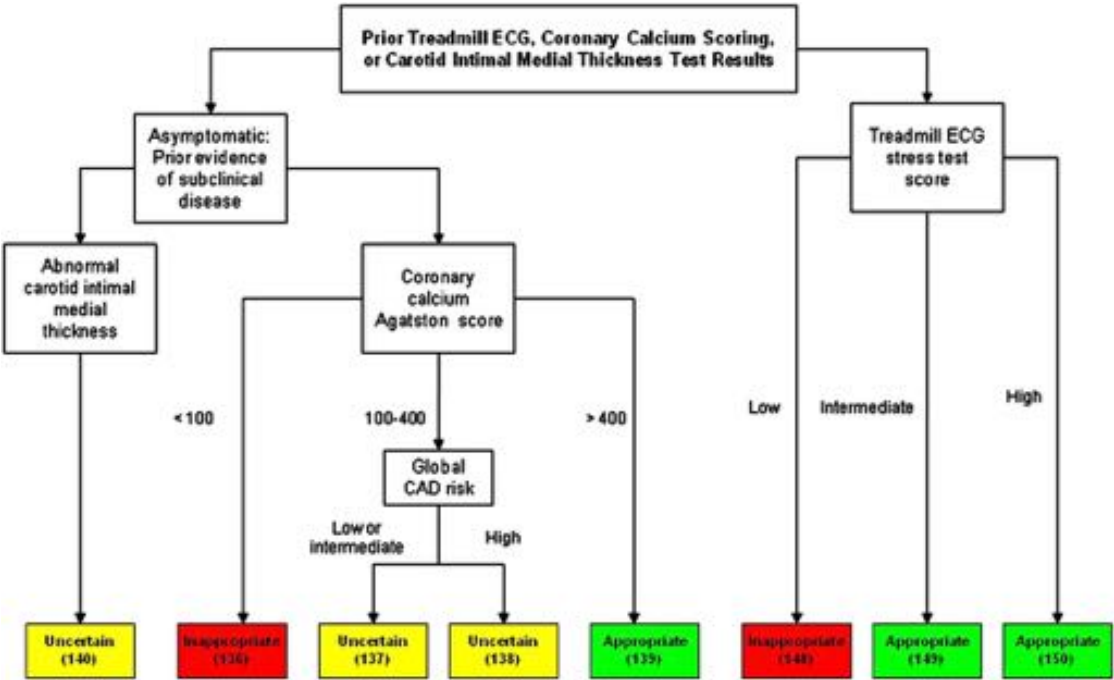 Prior Treadmill ECG, Coronary Calcium Scoring,
or Carotid Intimal Medial Thickness Test Results
Asymptomatic:
Prior evidence
of subclinical
disease
Treadmill ECG
stress test
score
Abnormal
carotid intimal
medial
thickness
Coronary
calcium
Agatston score
< 100
100-400
> 400
Low
Intermediate
High
Global
CAD risk
Low or
intermediate
High
Uncertain
(140)
Inappropriate
(136)
Uncertain
(137)
Uncertain
(138)
Appropriate
(139)
Inappropriate
(148)
Appropriate
(149)
Appropriate
(150)